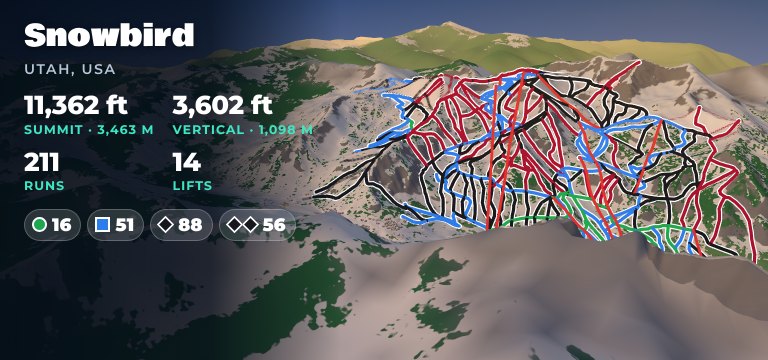 Snowbird
UTAH, USA
11,362 ft 3,602 ft
SUMMIT · 3,463 M VERTICAL · 1,098 M
211 14
RUNS LIFTS
16 51 88 56